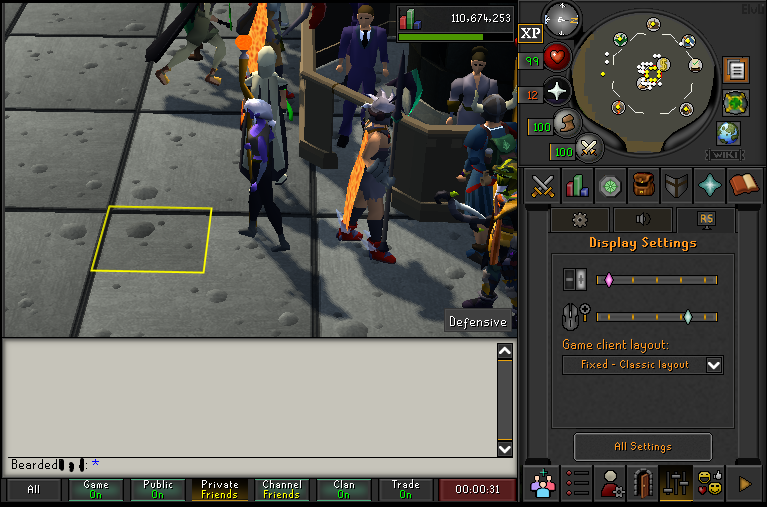 110,674,253
XP
99
12
100
100
WIKI
R/S
Display Settings
Game client layout:
Fixed - Classic layout
All Settings
Defensive
Bearded
: *
All
Game
On
Public
On
Private
Friends
Channel
Friends
Clan
On
Trade
On
00:00:31